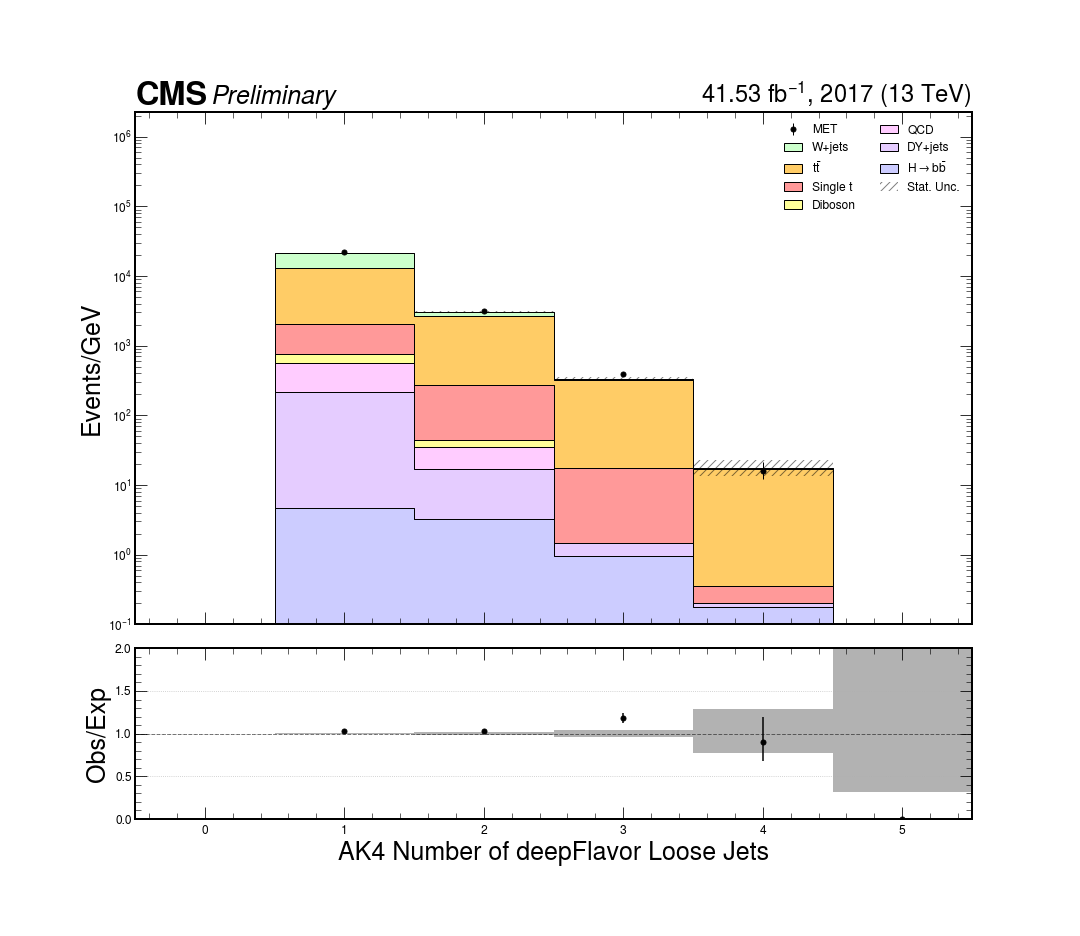 CMS Preliminary 41.53 fb⁻¹, 2017 (13 TeV)
MET
W+jets
tt̄
Single t
Diboson
QCD
DY+jets
H→bb̄
Stat. Unc.
Events/GeV
10⁶
10⁵
10⁴
10³
10²
10¹
10⁰
10⁻¹
Obs/Exp
2.0
1.5
1.0
0.5
0.0
0 1 2 3 4 5
AK4 Number of deepFlavor Loose Jets